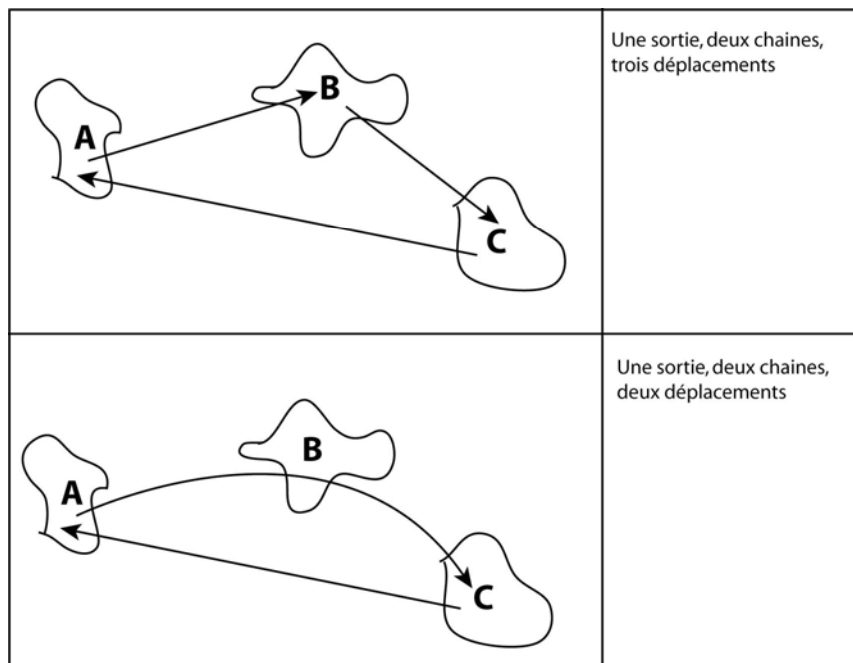 A
B
C
Une sortie, deux chaines,
trois déplacements
A
B
C
Une sortie, deux chaines,
deux déplacements